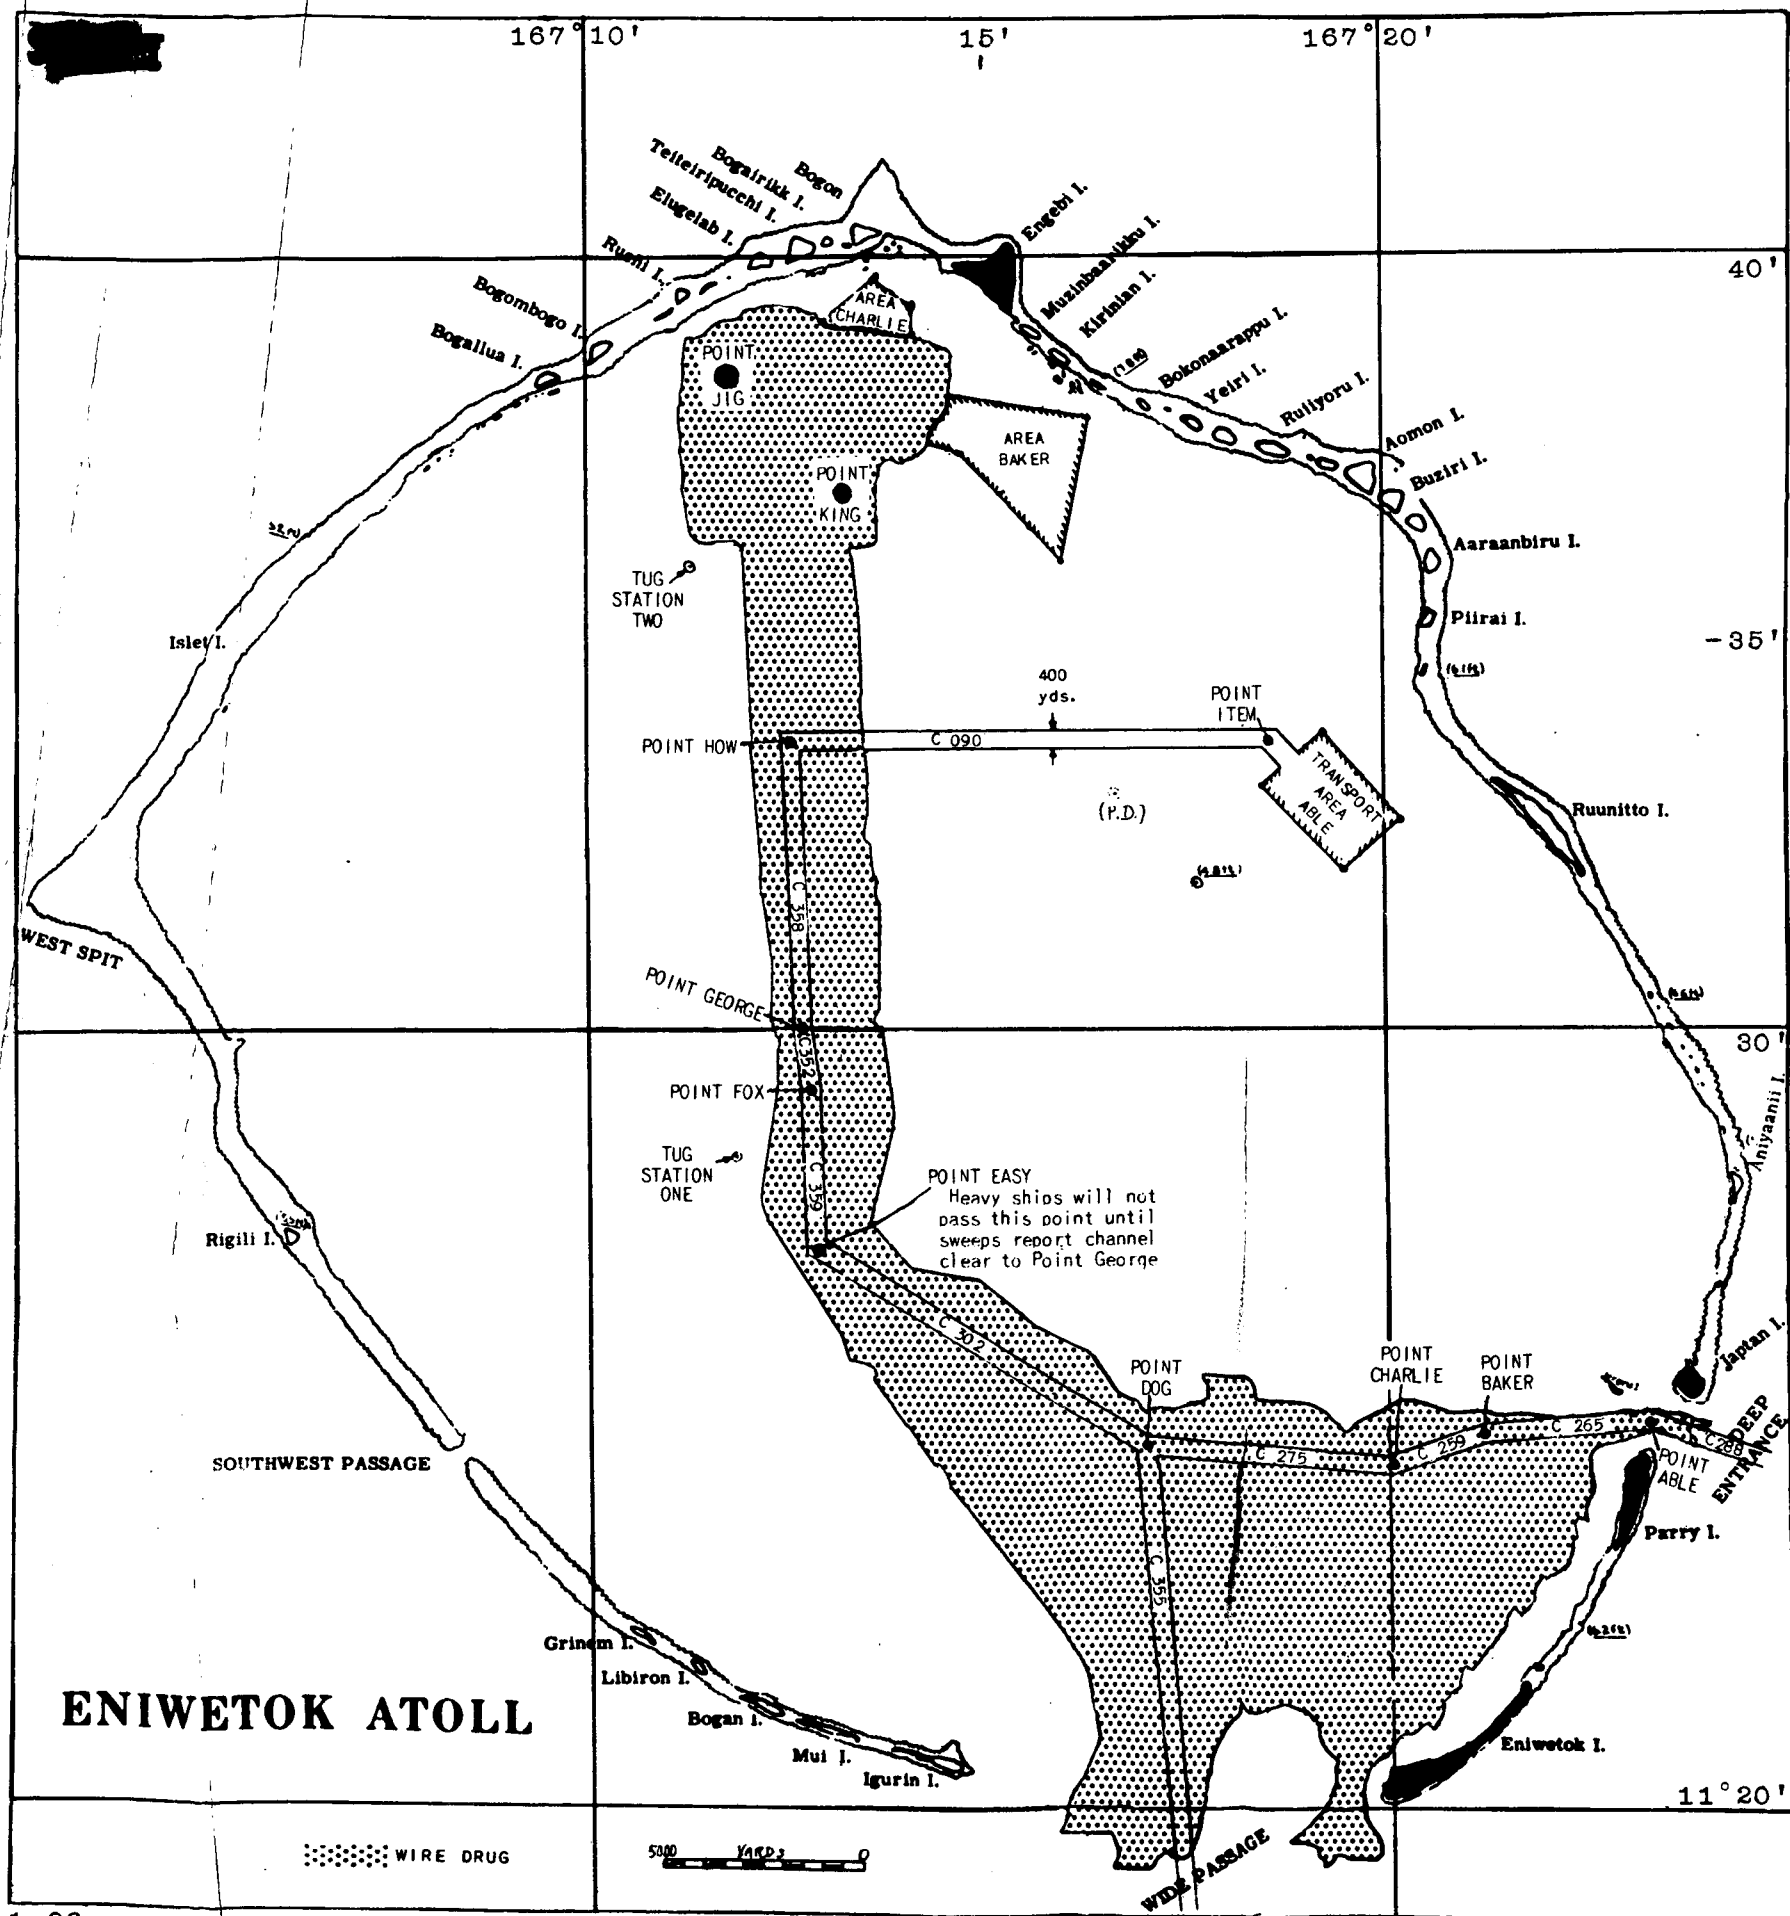 167°10'
15'
167°20'
Bogon
Bogairikk I.
Teiteiripucchi I.
Elugelab I.
Ruchi I.
Bogombogo I.
Bogallua I.
Engebi I.
Muzinbaarikku I.
Kirinian I.
Bokonaarappu I.
Yeiri I.
Rujiyoru I.
Aomon I.
Buziri I.
40'
AREA
CHARLIE
POINT
JIG
AREA
BAKER
POINT
KING
Aaraanbiru I.
TUG
STATION
TWO
Piirai I.
-35'
Islet I.
400
yds.
POINT
ITEM
POINT HOW
C 090
TRANSPORT
AREA
ABLE
(P.D.)
Ruunitto I.
C 358
WEST SPIT
POINT GEORGE
C 352
30'
POINT FOX
Aniyaanii I.
TUG
STATION
ONE
C 359
POINT EASY
Heavy ships will not
pass this point until
sweeps report channel
clear to Point George
Rigili I.
C 302
Japtan I.
POINT
DOG
POINT
CHARLIE
POINT
BAKER
C 275
C 259
C 265
C 288
DEEP
ENTRANCE
POINT
ABLE
SOUTHWEST PASSAGE
Parry I.
C 355
Grinem I.
Libiron I.
Bogan I.
Mui I.
Igurin I.
ENIWETOK ATOLL
Eniwetok I.
11°20'
WIRE DRUG
5000 YARDS 0
WIDE PASSAGE